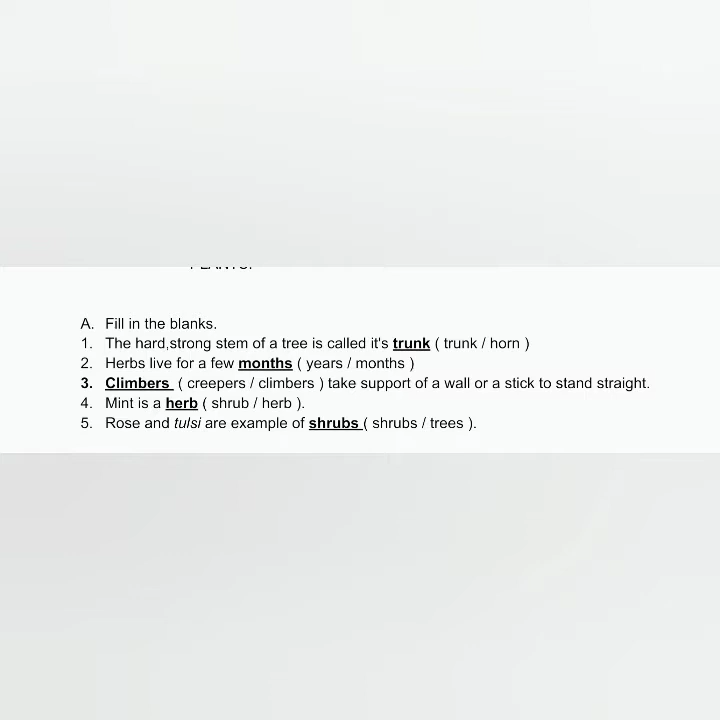 A. Fill in the blanks.
1. The hard,strong stem of a tree is called it's trunk ( trunk / horn )
2. Herbs live for a few months ( years / months )
3. Climbers ( creepers / climbers ) take support of a wall or a stick to stand straight.
4. Mint is a herb ( shrub / herb ).
5. Rose and tulsi are example of shrubs ( shrubs / trees ).